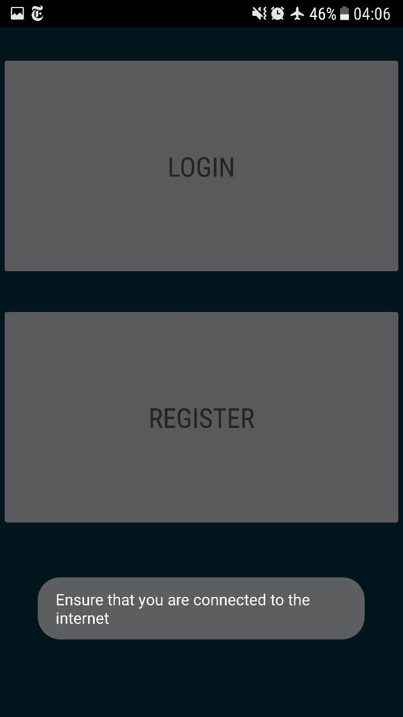 46% 04:06
LOGIN
REGISTER
Ensure that you are connected to the
internet